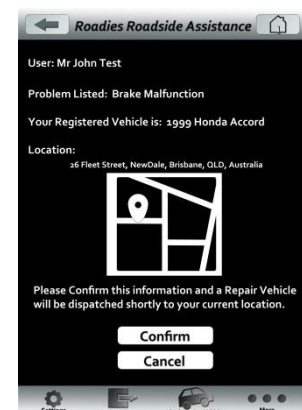 Roadies Roadside Assistance
User: Mr John Test
Problem Listed: Brake Malfunction
Your Registered Vehicle is: 1999 Honda Accord
Location:
26 Fleet Street, NewDale, Brisbane, QLD, Australia
Please Confirm this information and a Repair Vehicle
will be dispatched shortly to your current location.
Confirm
Cancel
Settings
More